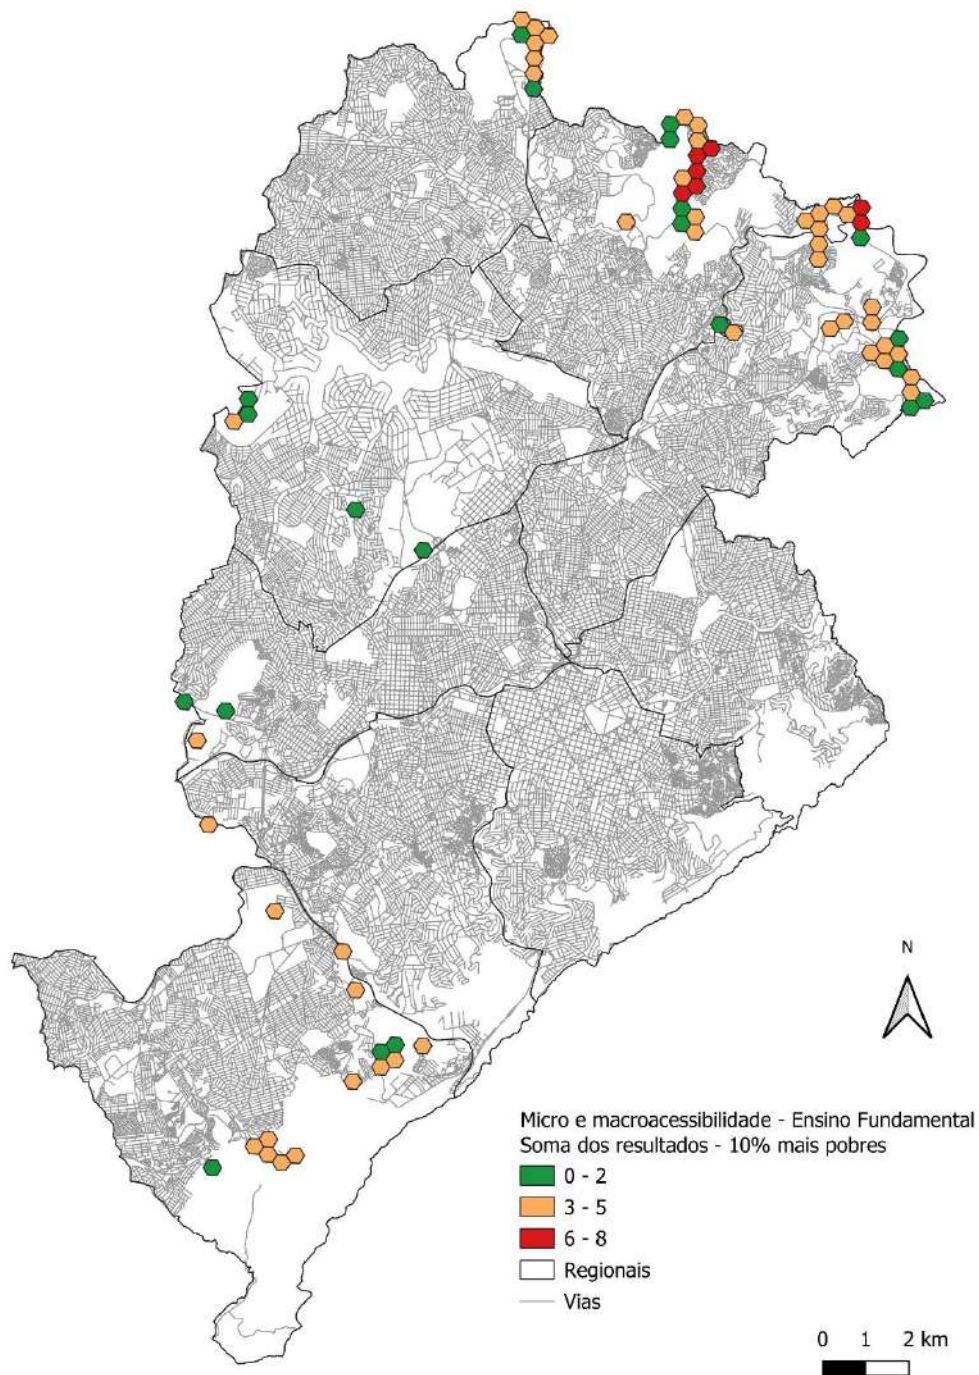 N
Micro e macroacessibilidade - Ensino Fundamental
Soma dos resultados - 10% mais pobres
0 - 2
3 - 5
6 - 8
Regionais
Vias
0 1 2 km